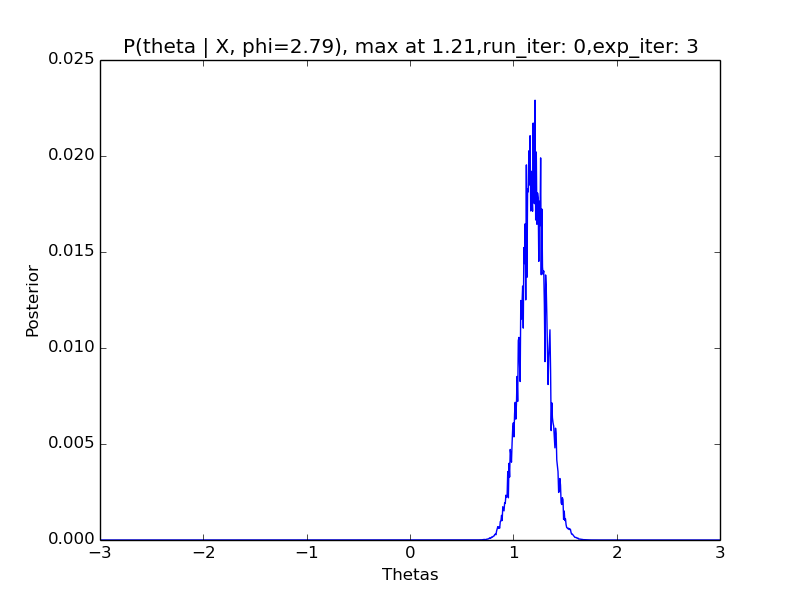 P(theta | X, phi=2.79), max at 1.21,run_iter: 0,exp_iter: 3
0.025
0.020
0.015
0.010
0.005
0.000
Posterior
−3 −2 −1 0 1 2 3
Thetas